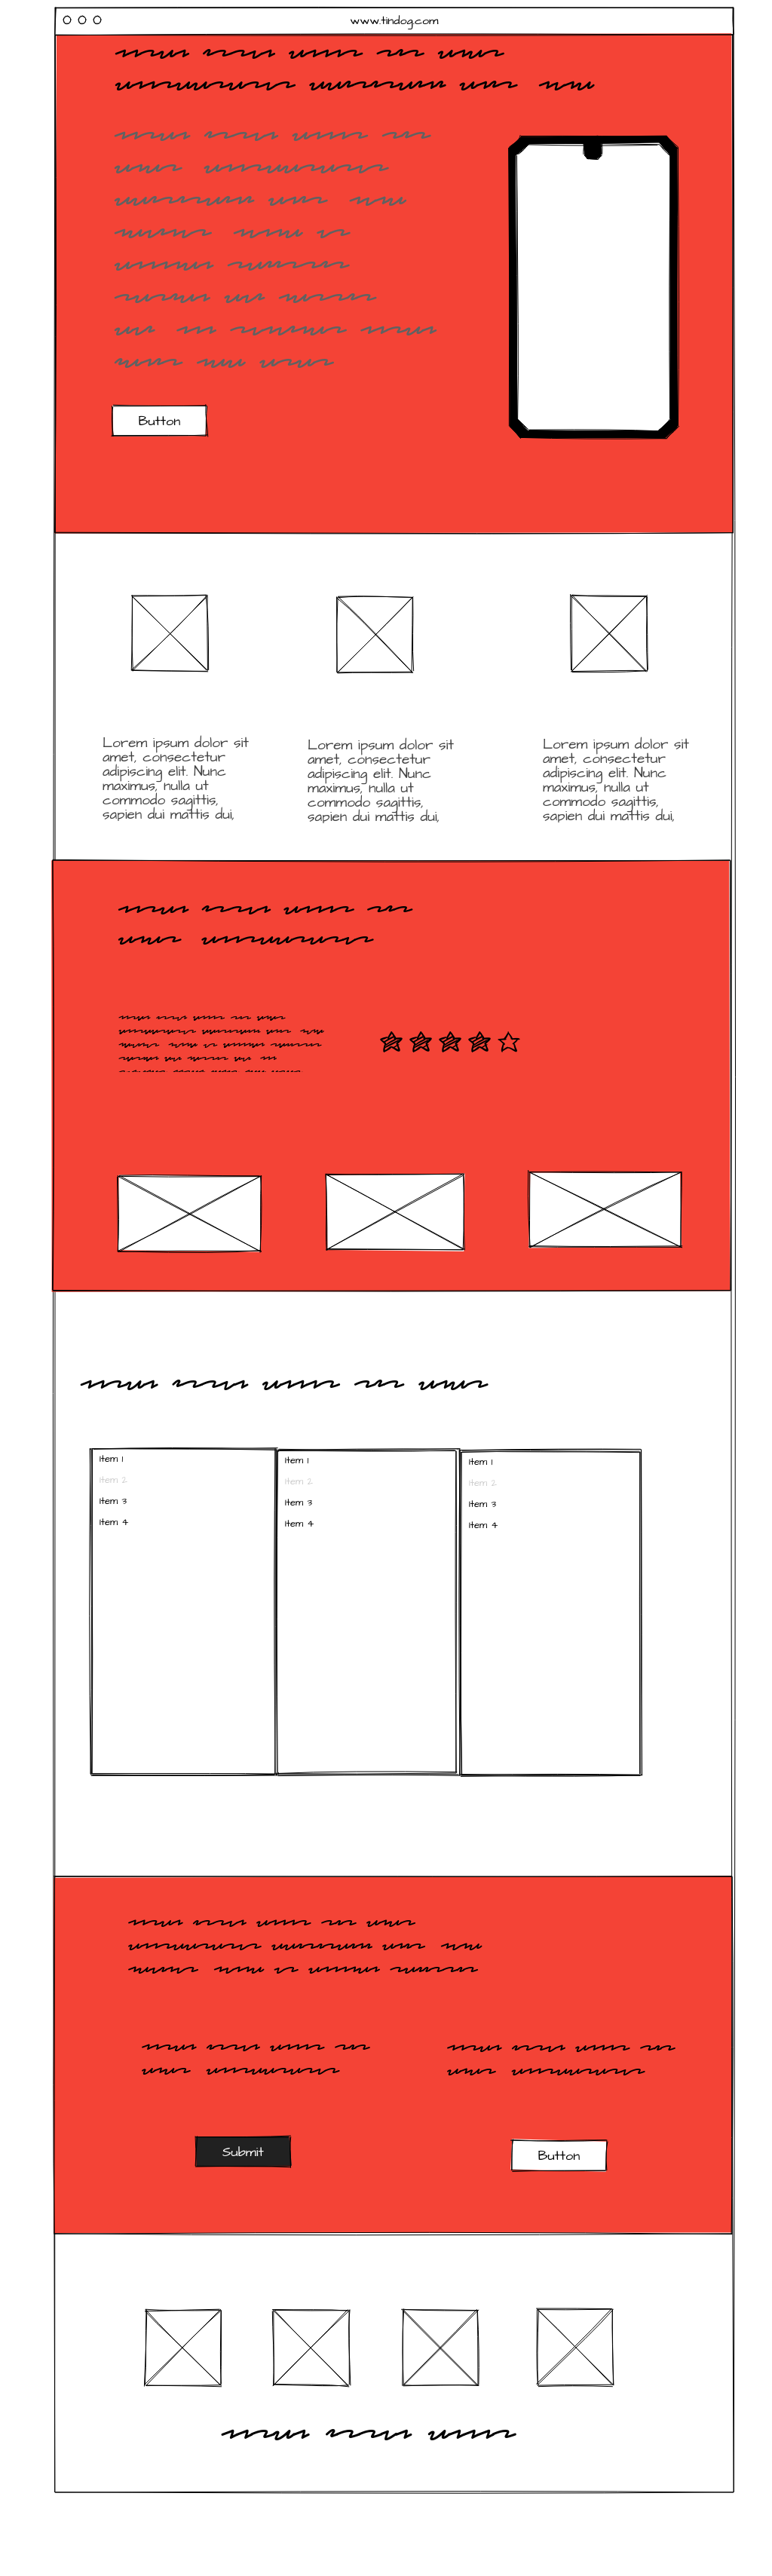 www.tindog.com
Button
Lorem ipsum dolor sit
amet, consectetur
adipiscing elit. Nunc
maximus, nulla ut
commodo sagittis,
sapien dui mattis dui,
Lorem ipsum dolor sit
amet, consectetur
adipiscing elit. Nunc
maximus, nulla ut
commodo sagittis,
sapien dui mattis dui,
Lorem ipsum dolor sit
amet, consectetur
adipiscing elit. Nunc
maximus, nulla ut
commodo sagittis,
sapien dui mattis dui,
Item 1
Item 2
Item 3
Item 4
Item 1
Item 2
Item 3
Item 4
Item 1
Item 2
Item 3
Item 4
Submit
Button